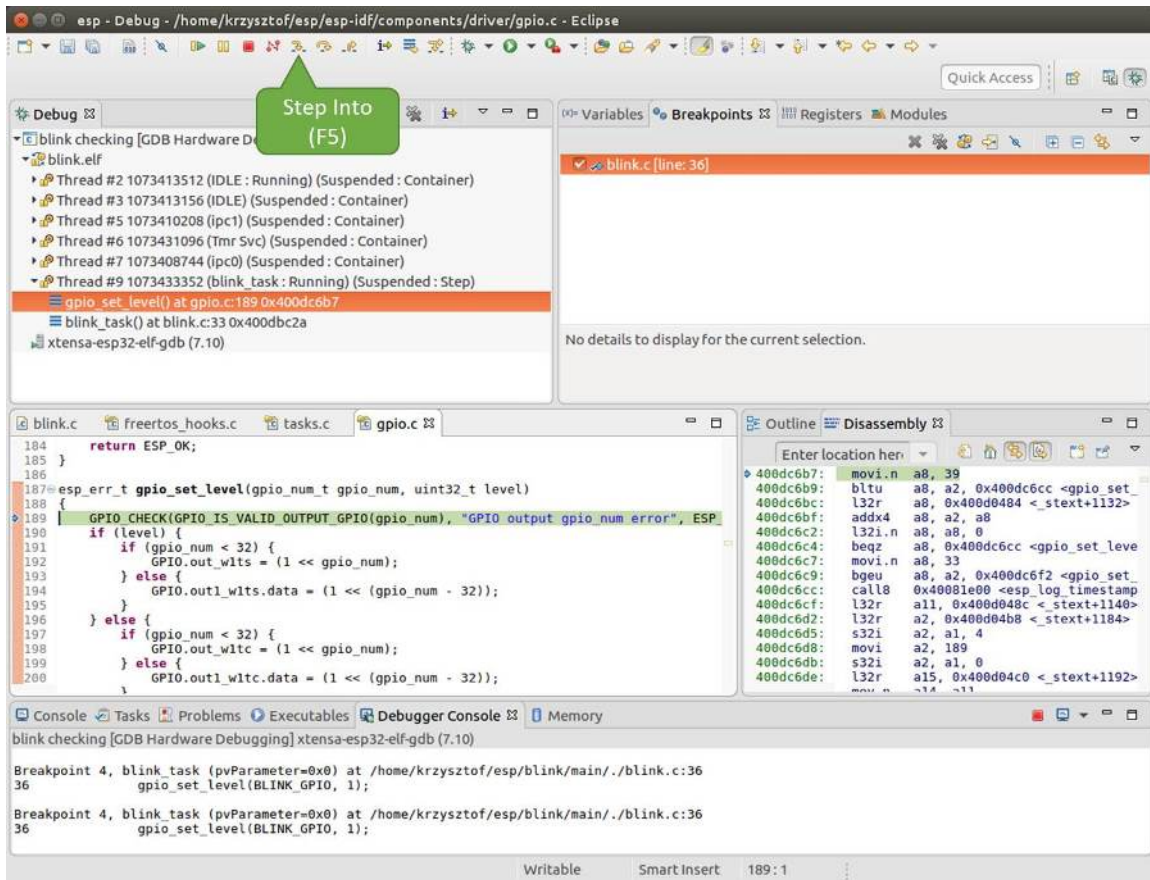 esp - Debug - /home/krzysztof/esp/esp-idf/components/driver/gpio.c - Eclipse
Quick Access
Step Into
(F5)
Debug
blink checking [GDB Hardware De
blink.elf
Thread #2 1073413512 (IDLE : Running) (Suspended : Container)
Thread #3 1073413156 (IDLE) (Suspended : Container)
Thread #5 1073410208 (ipc1) (Suspended : Container)
Thread #6 1073431096 (Tmr Svc) (Suspended : Container)
Thread #7 1073408744 (ipc0) (Suspended : Container)
Thread #9 1073433352 (blink_task : Running) (Suspended : Step)
gpio_set_level() at gpio.c:189 0x400dc6b7
blink_task() at blink.c:33 0x400dbc2a
xtensa-esp32-elf-gdb (7.10)
(x)= Variables Breakpoints Registers Modules
blink.c [line: 36]
No details to display for the current selection.
blink.c freertos_hooks.c tasks.c gpio.c
184 return ESP_OK;
185 }
186
187 esp_err_t gpio_set_level(gpio_num_t gpio_num, uint32_t level)
188 {
189 GPIO_CHECK(GPIO_IS_VALID_OUTPUT_GPIO(gpio_num), "GPIO output gpio_num error", ESP_
190 if (level) {
191 if (gpio_num < 32) {
192 GPIO.out_w1ts = (1 << gpio_num);
193 } else {
194 GPIO.out1_w1ts.data = (1 << (gpio_num - 32));
195 }
196 } else {
197 if (gpio_num < 32) {
198 GPIO.out_w1tc = (1 << gpio_num);
199 } else {
200 GPIO.out1_w1tc.data = (1 << (gpio_num - 32));
}
Outline Disassembly
Enter location her
400dc6b7: movi.n a8, 39
400dc6b9: bltu a8, a2, 0x400dc6cc <gpio_set_
400dc6bc: l32r a8, 0x400d0484 <_stext+1132>
400dc6bf: addx4 a8, a2, a8
400dc6c2: l32i.n a8, a8, 0
400dc6c4: beqz a8, 0x400dc6cc <gpio_set_leve
400dc6c7: movi.n a8, 33
400dc6c9: bgeu a8, a2, 0x400dc6f2 <gpio_set_
400dc6cc: call8 0x40081e00 <esp_log_timestamp
400dc6cf: l32r a11, 0x400d048c <_stext+1140>
400dc6d2: l32r a2, 0x400d04b8 <_stext+1184>
400dc6d5: s32i a2, a1, 4
400dc6d8: movi a2, 189
400dc6db: s32i a2, a1, 0
400dc6de: l32r a15, 0x400d04c0 <_stext+1192>
mov.n a14, a11
Console Tasks Problems Executables Debugger Console Memory
blink checking [GDB Hardware Debugging] xtensa-esp32-elf-gdb (7.10)
Breakpoint 4, blink_task (pvParameter=0x0) at /home/krzysztof/esp/blink/main/./blink.c:36
36 gpio_set_level(BLINK_GPIO, 1);
Breakpoint 4, blink_task (pvParameter=0x0) at /home/krzysztof/esp/blink/main/./blink.c:36
36 gpio_set_level(BLINK_GPIO, 1);
Writable Smart Insert 189 : 1